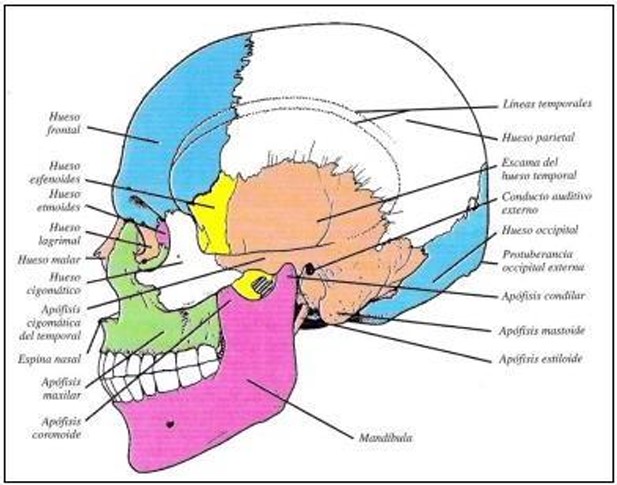 Hueso
frontal
Hueso
esfenoides
Hueso
etmoides
Hueso
lagrimal
Hueso malar
Hueso
cigomático
Apófisis
cigomática
del temporal
Espina nasal
Apófisis
maxilar
Apófisis
coronoide
Líneas temporales
Hueso parietal
Escama del
hueso temporal
Conducto auditivo
externo
Hueso occipital
Protuberancia
occipital externa
Apófisis condilar
Apófisis mastoide
Apófisis estiloide
Mandíbula